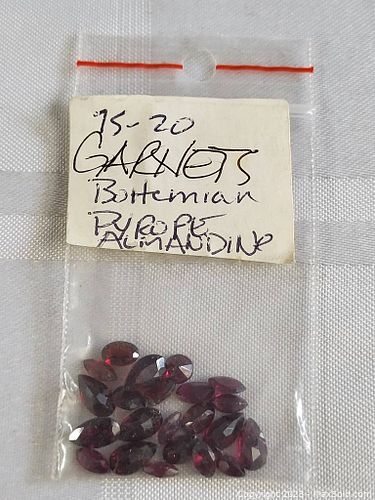 15-20
GARNETS
Bohemian
PYROPE
ALMANDINE